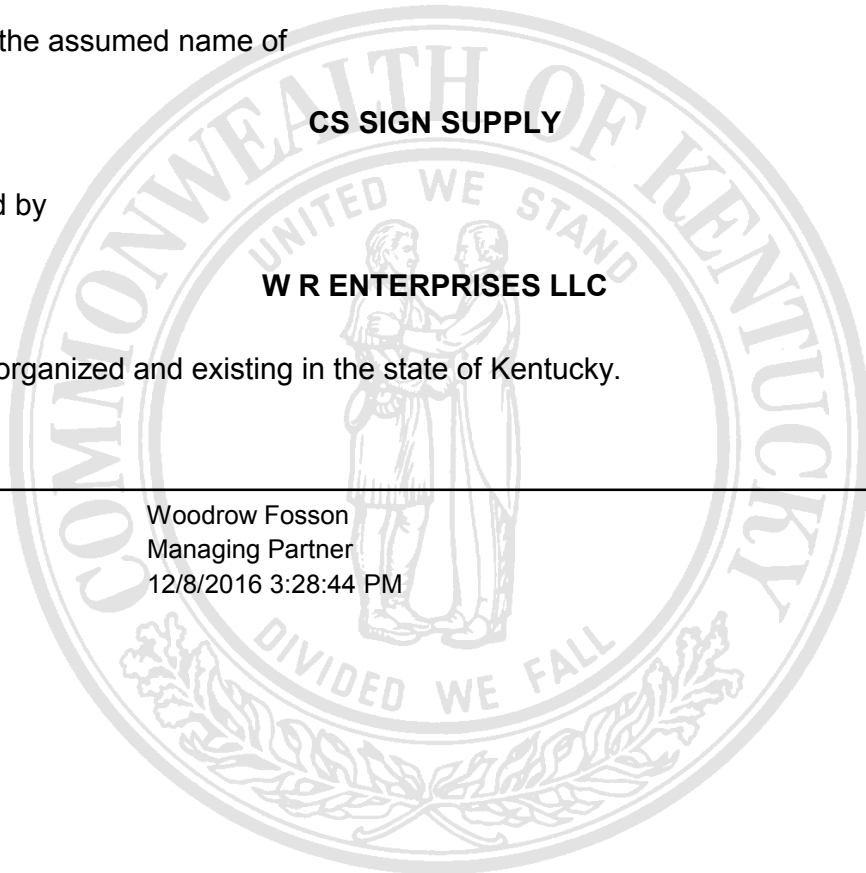 the assumed name of
CS SIGN SUPPLY
d by
W R ENTERPRISES LLC
organized and existing in the state of Kentucky.
Woodrow Fosson
Managing Partner
12/8/2016 3:28:44 PM
COMMONWEALTH OF KENTUCKY
UNITED WE STAND
DIVIDED WE FALL